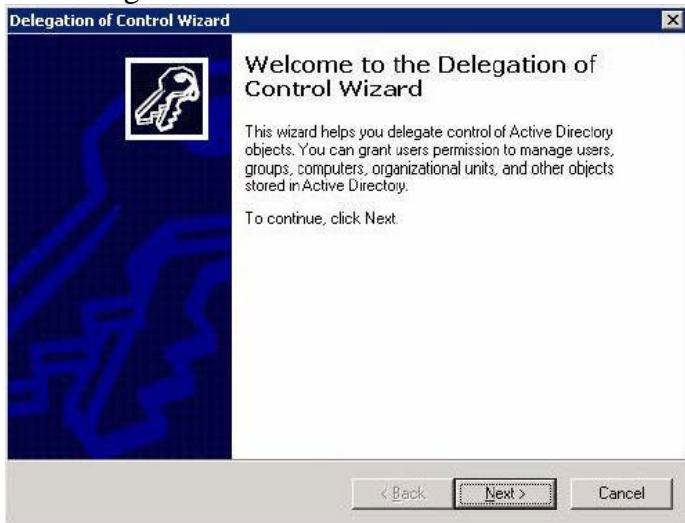 Delegation of Control Wizard
Welcome to the Delegation of
Control Wizard
This wizard helps you delegate control of Active Directory
objects. You can grant users permission to manage users,
groups, computers, organizational units, and other objects
stored in Active Directory.
To continue, click Next.
< Back
Next >
Cancel